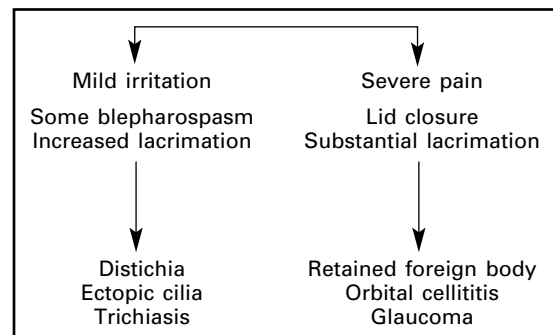 Mild irritation
Some blepharospasm
Increased lacrimation
Distichia
Ectopic cilia
Trichiasis
Severe pain
Lid closure
Substantial lacrimation
Retained foreign body
Orbital cellititis
Glaucoma